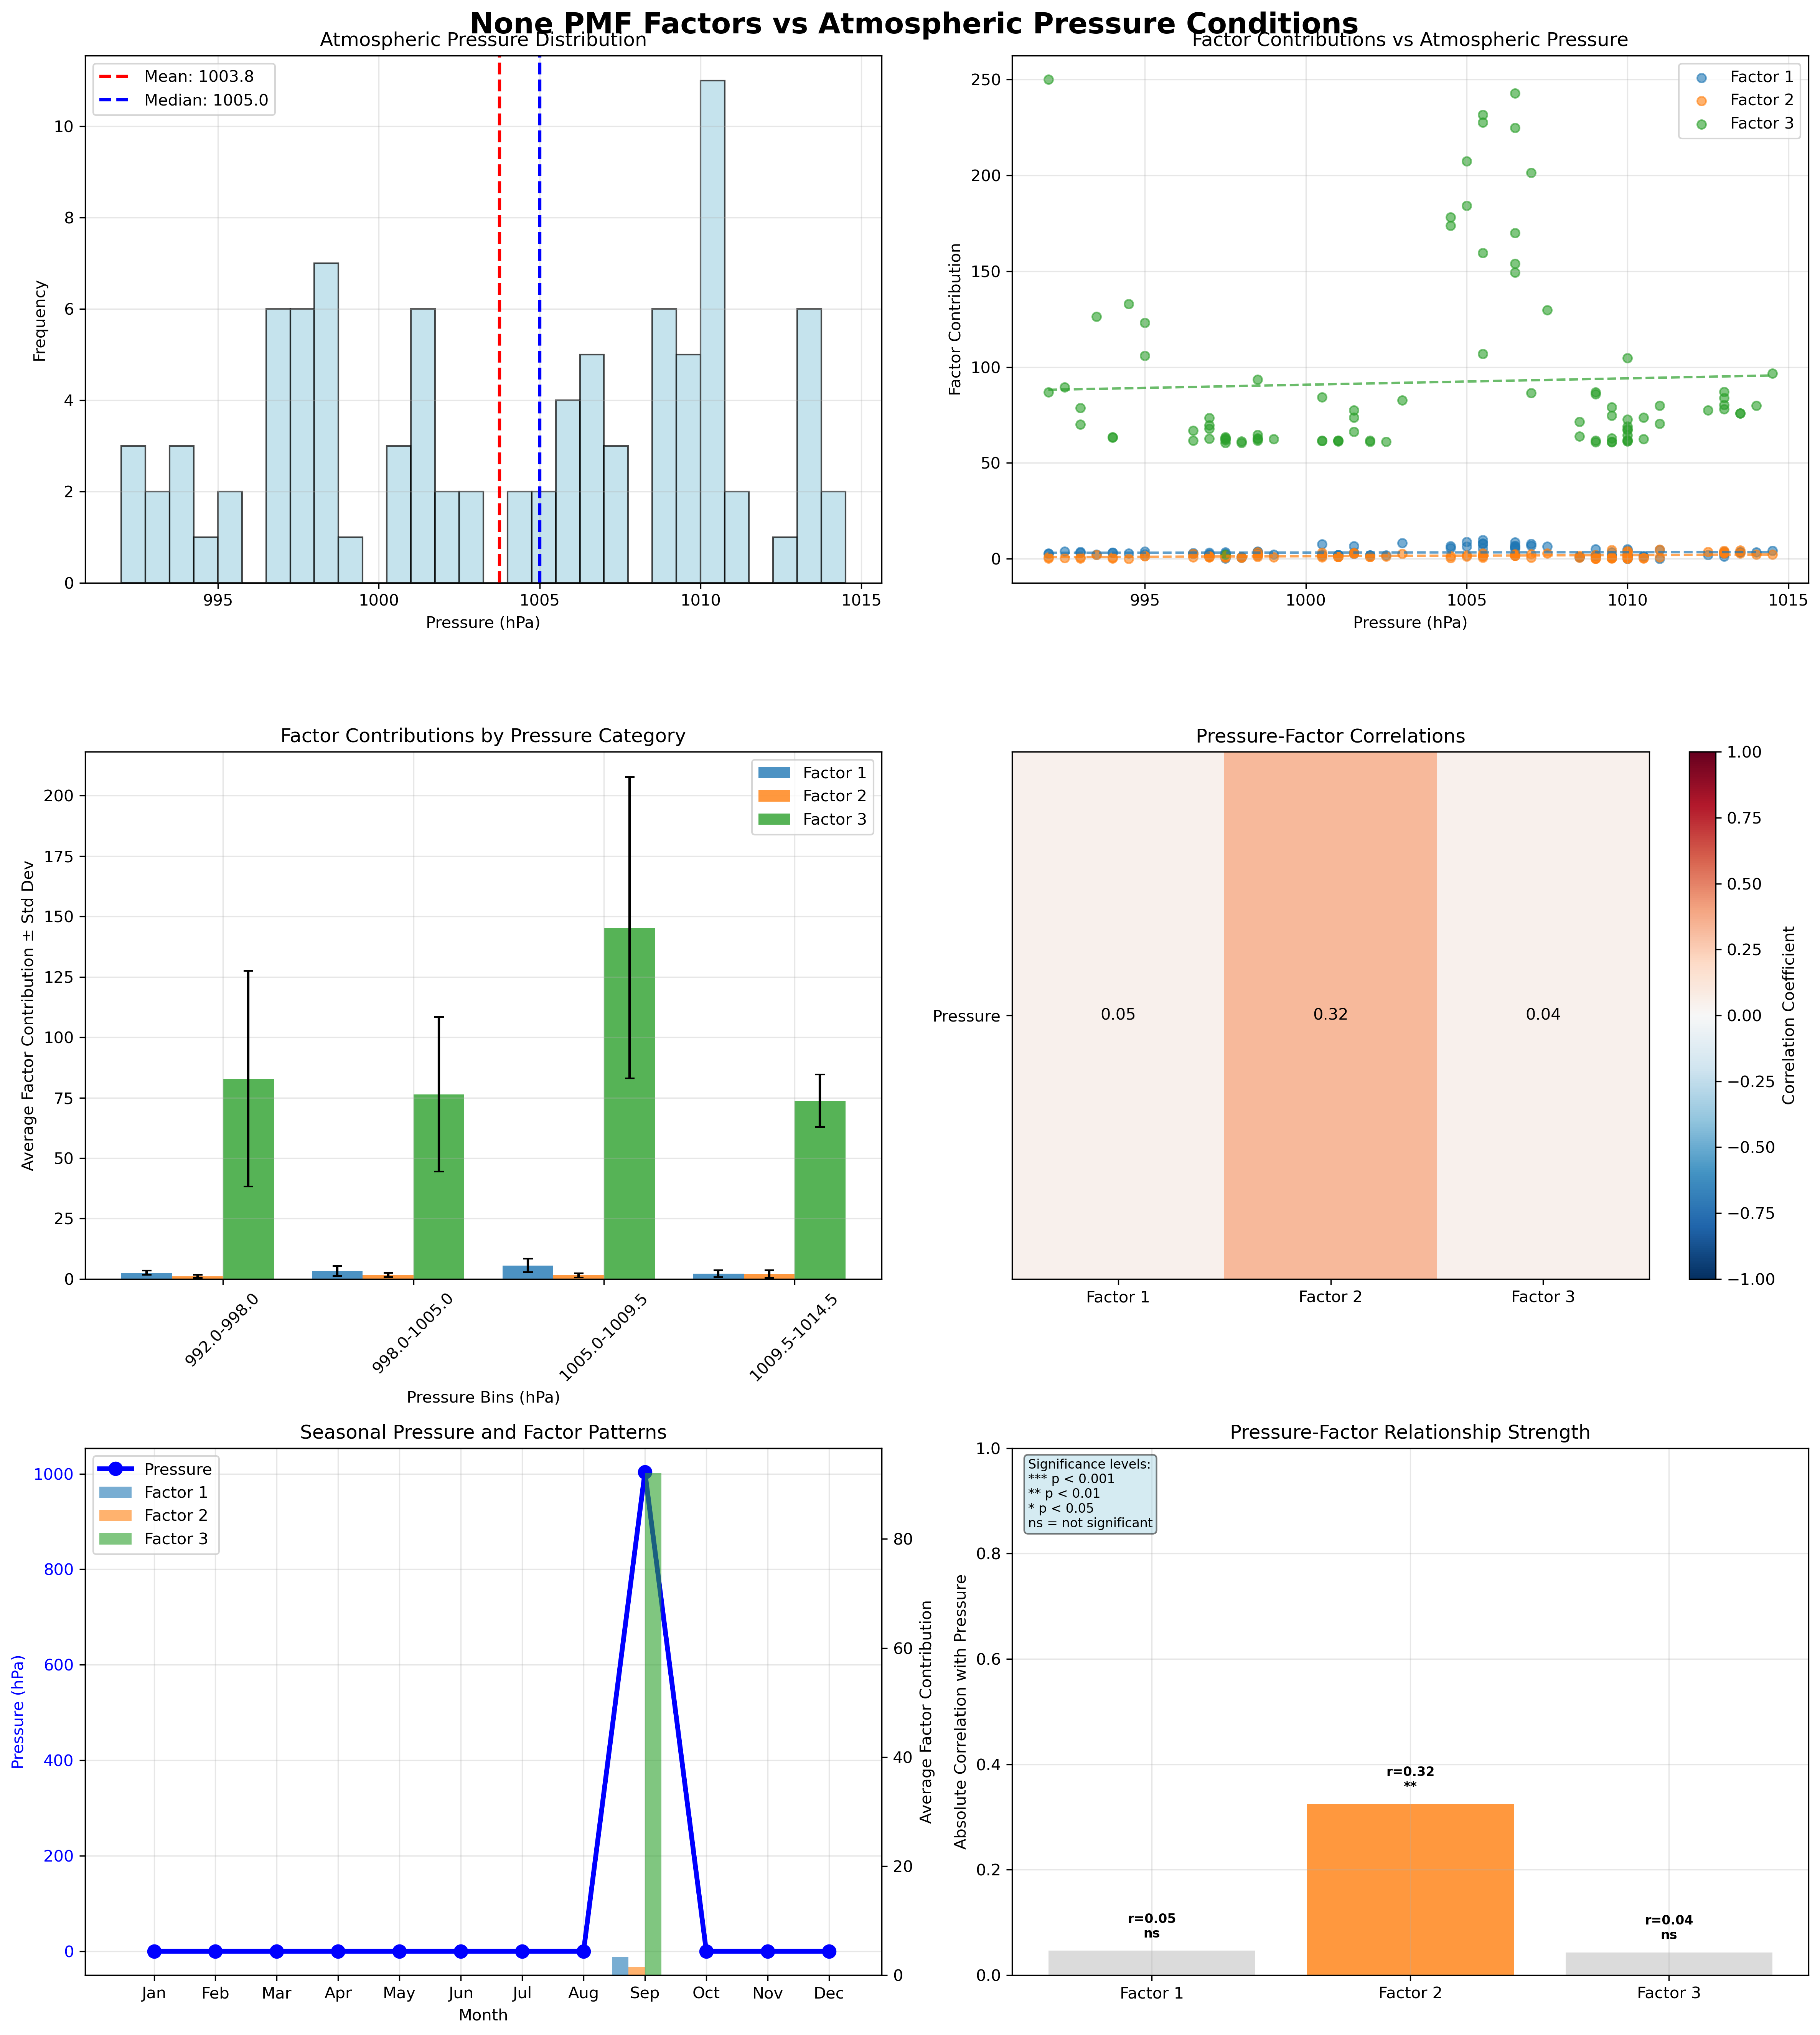 None PMF Factors vs Atmospheric Pressure Conditions
Atmospheric Pressure Distribution
Mean: 1003.8
Median: 1005.0
Frequency
10
8
6
4
2
0
995
1000
1005
1010
1015
Pressure (hPa)
Factor Contributions vs Atmospheric Pressure
Factor 1
Factor 2
Factor 3
Factor Contribution
250
200
150
100
50
0
995
1000
1005
1010
1015
Pressure (hPa)
Factor Contributions by Pressure Category
Factor 1
Factor 2
Factor 3
Average Factor Contribution ± Std Dev
200
175
150
125
100
75
50
25
0
992.0-998.0
998.0-1005.0
1005.0-1009.5
1009.5-1014.5
Pressure Bins (hPa)
Pressure-Factor Correlations
Pressure
0.05
0.32
0.04
Factor 1
Factor 2
Factor 3
1.00
0.75
0.50
0.25
0.00
−0.25
−0.50
−0.75
−1.00
Correlation Coefficient
Seasonal Pressure and Factor Patterns
Pressure
Factor 1
Factor 2
Factor 3
Pressure (hPa)
1000
800
600
400
200
0
Jan
Feb
Mar
Apr
May
Jun
Jul
Aug
Sep
Oct
Nov
Dec
Month
80
60
40
20
0
Average Factor Contribution
Pressure-Factor Relationship Strength
Significance levels:
*** p < 0.001
** p < 0.01
* p < 0.05
ns = not significant
Absolute Correlation with Pressure
1.0
0.8
0.6
0.4
0.2
0.0
r=0.05
ns
r=0.32
**
r=0.04
ns
Factor 1
Factor 2
Factor 3